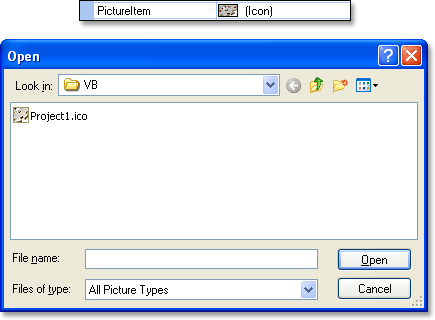 PictureItem (Icon)
Open
Look in: VB
Project1.ico
File name: Open
Files of type: All Picture Types Cancel